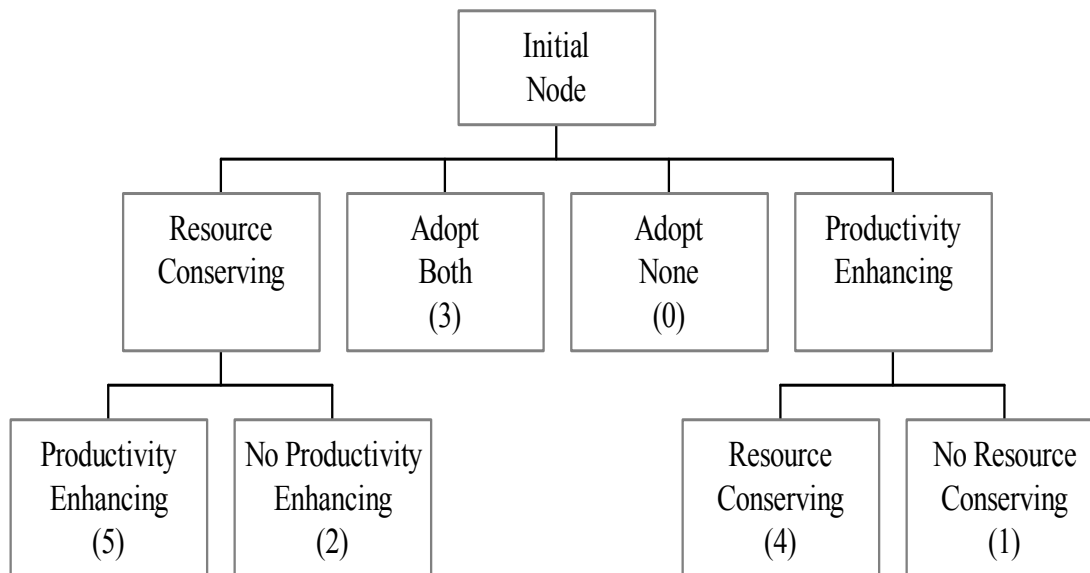 Initial
Node
Resource
Conserving
Adopt
Both
(3)
Adopt
None
(0)
Productivity
Enhancing
Productivity
Enhancing
(5)
No Productivity
Enhancing
(2)
Resource
Conserving
(4)
No Resource
Conserving
(1)